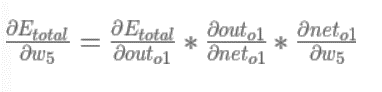 ∂E_total/∂w_5 = ∂E_total/∂out_o1 * ∂out_o1/∂net_o1 * ∂net_o1/∂w_5